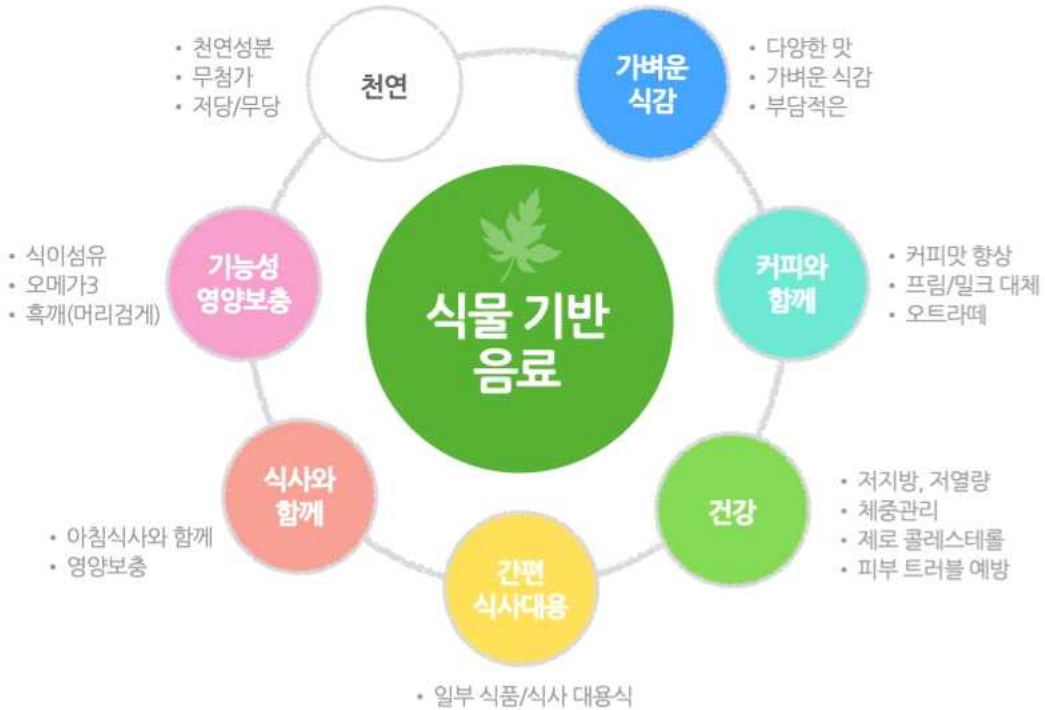 식물 기반
음료
천연
• 천연성분
• 무첨가
• 저당/무당
가벼운
식감
• 다양한 맛
• 가벼운 식감
• 부담적은
커피와
함께
• 커피맛 향상
• 프림/밀크 대체
• 오트라떼
건강
• 저지방, 저열량
• 체중관리
• 제로 콜레스테롤
• 피부 트러블 예방
간편
식사대용
• 일부 식품/식사 대용식
식사와
함께
• 아침식사와 함께
• 영양보충
기능성
영양보충
• 식이섬유
• 오메가3
• 흑깨(머리검게)